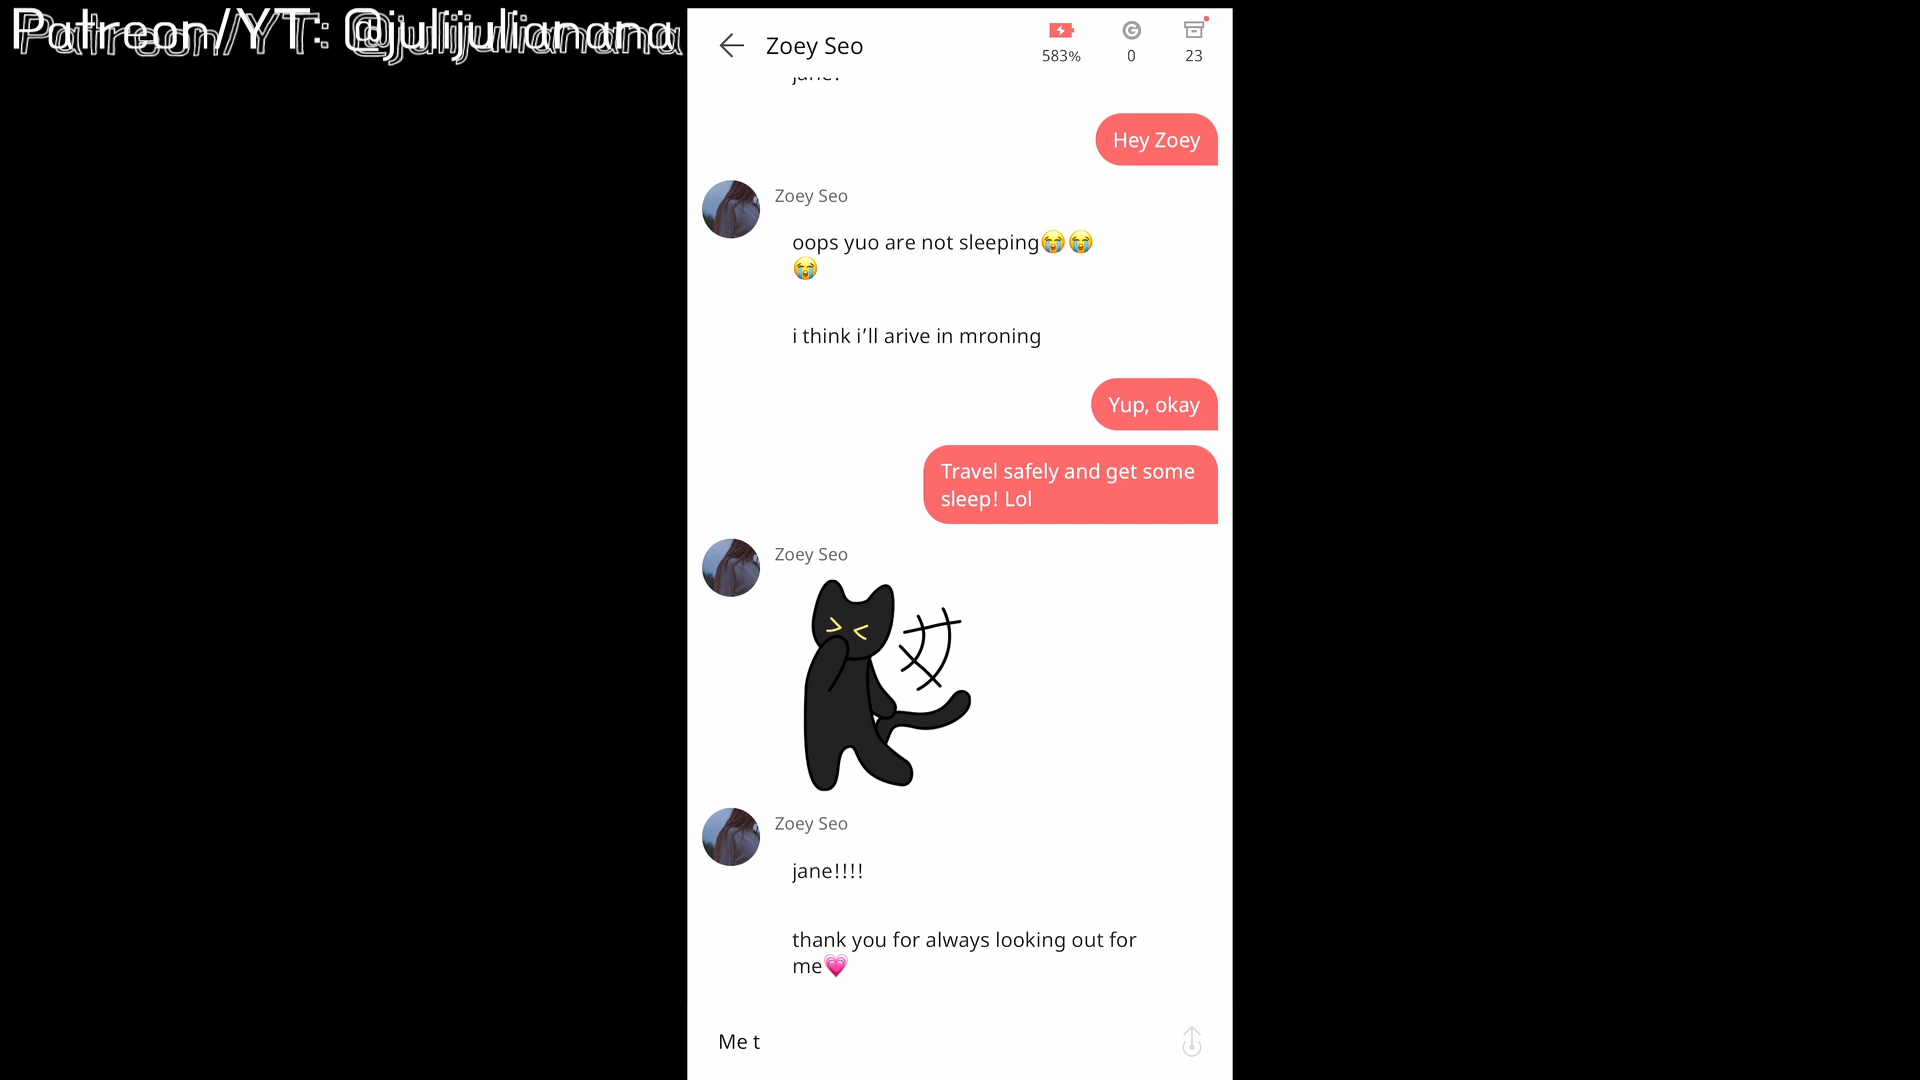 Patreon/YT: @julijulianana
Zoey Seo
583%
0
23
jane!
Hey Zoey
Zoey Seo
oops yuo are not sleeping😭😭
😭
i think i’ll arive in mroning
Yup, okay
Travel safely and get some
sleep! Lol
Zoey Seo
Zoey Seo
jane!!!!
thank you for always looking out for
me💗
Me t